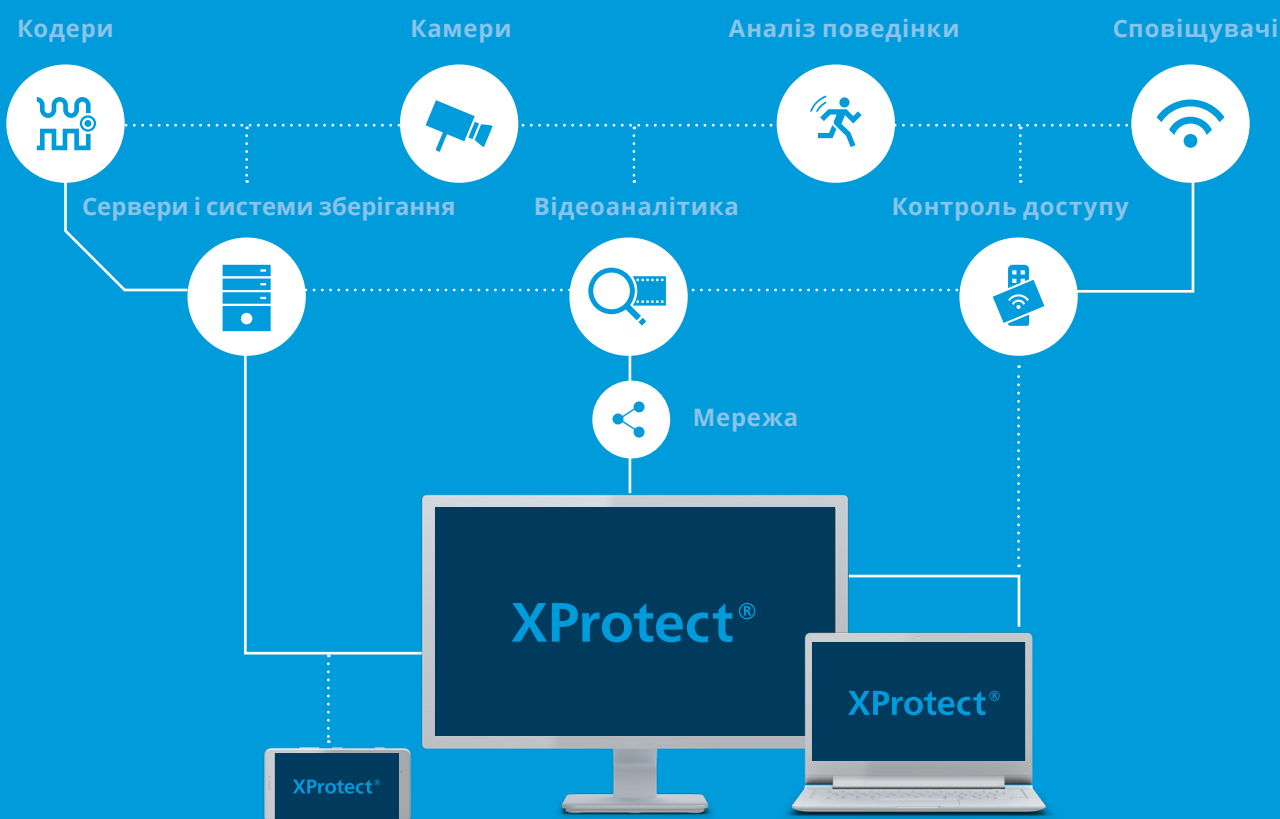 Кодери
Камери
Аналіз поведінки
Сповіщувачі
Сервери і системи зберігання
Відеоаналітика
Контроль доступу
Мережа
XProtect®
XProtect®
XProtect®